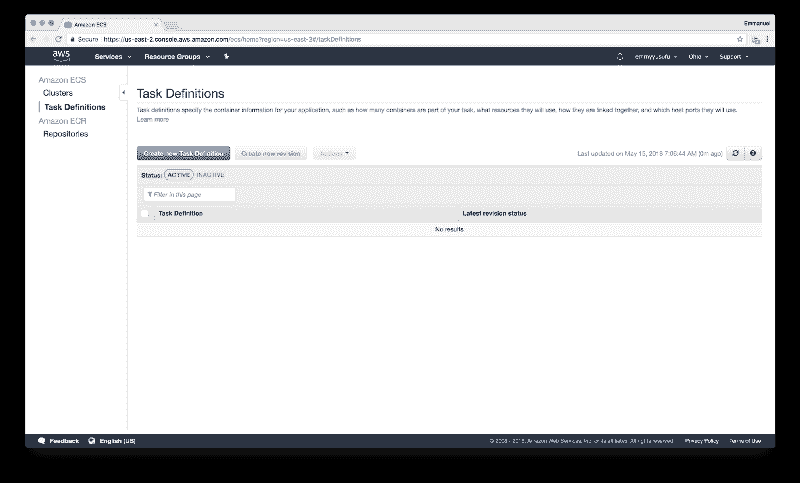 Amazon ECS
Emmanuel
Secure https://us-east-2.console.aws.amazon.com/ecs/home?region=us-east-2#/taskDefinitions
aws Services Resource Groups emmyyusufu Ohio Support
Amazon ECS
Clusters
Task Definitions
Amazon ECR
Repositories
Task Definitions
Task definitions specify the container information for your application, such as how many containers are part of your task, what resources they will use, how they are linked together, and which host ports they will use.
Learn more
Create new Task Definition Create new revision Actions
Last updated on May 15, 2018 7:06:44 AM (0m ago)
Status: ACTIVE INACTIVE
Filter in this page
Task Definition Latest revision status
No results
Feedback English (US)
© 2008 - 2018, Amazon Web Services, Inc. or its affiliates. All rights reserved. Privacy Policy Terms of Use